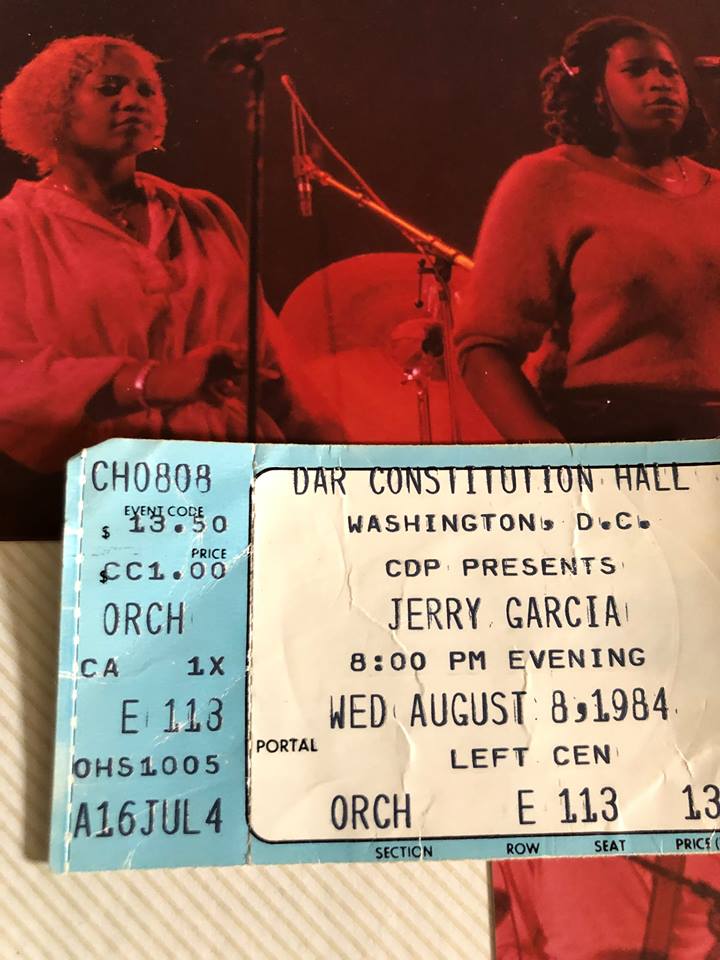 CH0808
EVENT CODE
$ 13.50
PRICE
$CC1.00
ORCH
CA 1X
E 113
OHS1005
A16JUL4
DAR CONSTITUTION HALL
WASHINGTON, D.C.
CDP PRESENTS
JERRY GARCIA
8:00 PM EVENING
WED AUGUST 8,1984
PORTAL
LEFT CEN
ORCH E 113 13
SECTION ROW SEAT PRICE(